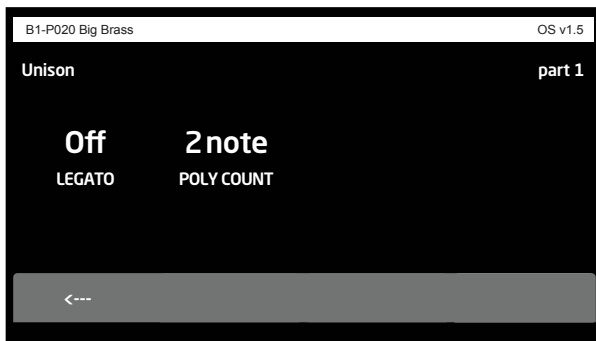 B1-P020 Big Brass OS v1.5
Unison part 1
Off 2 note
LEGATO POLY COUNT
<---